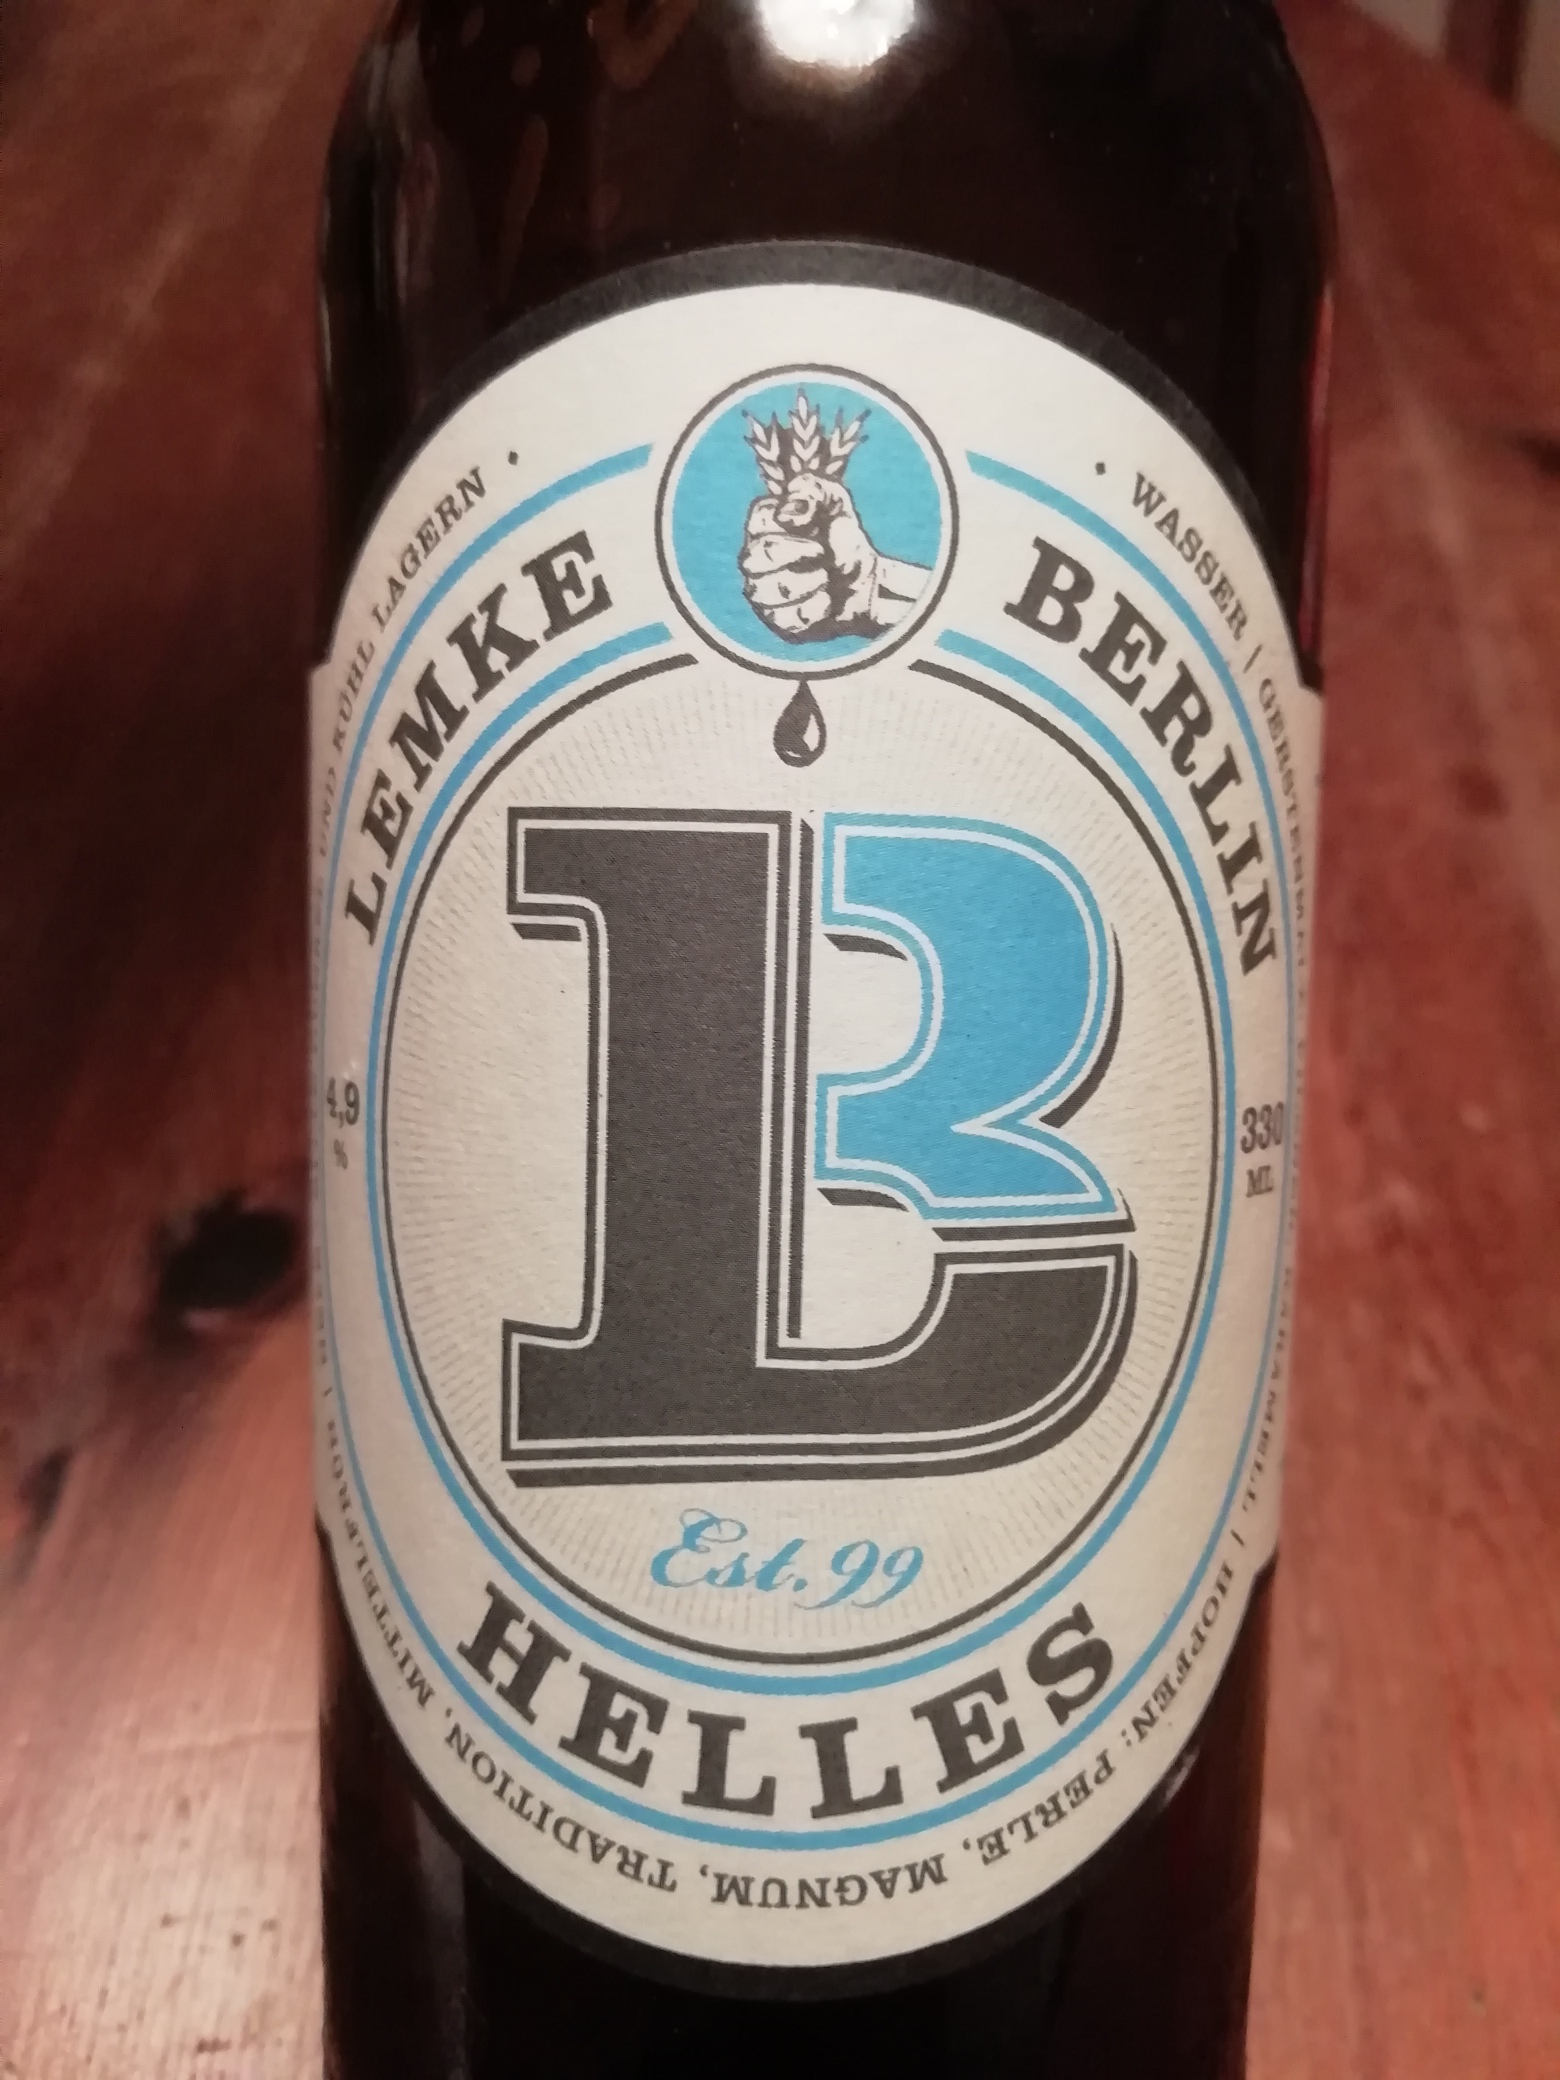 LEMKE BERLIN
LB
4,9
%
330
ML
Est. 99
HELLES
WASSER |
HOPFEN: PERLE, MAGNUM, TRADITION, MITTELFRÜH |
UND KÜHL LAGERN